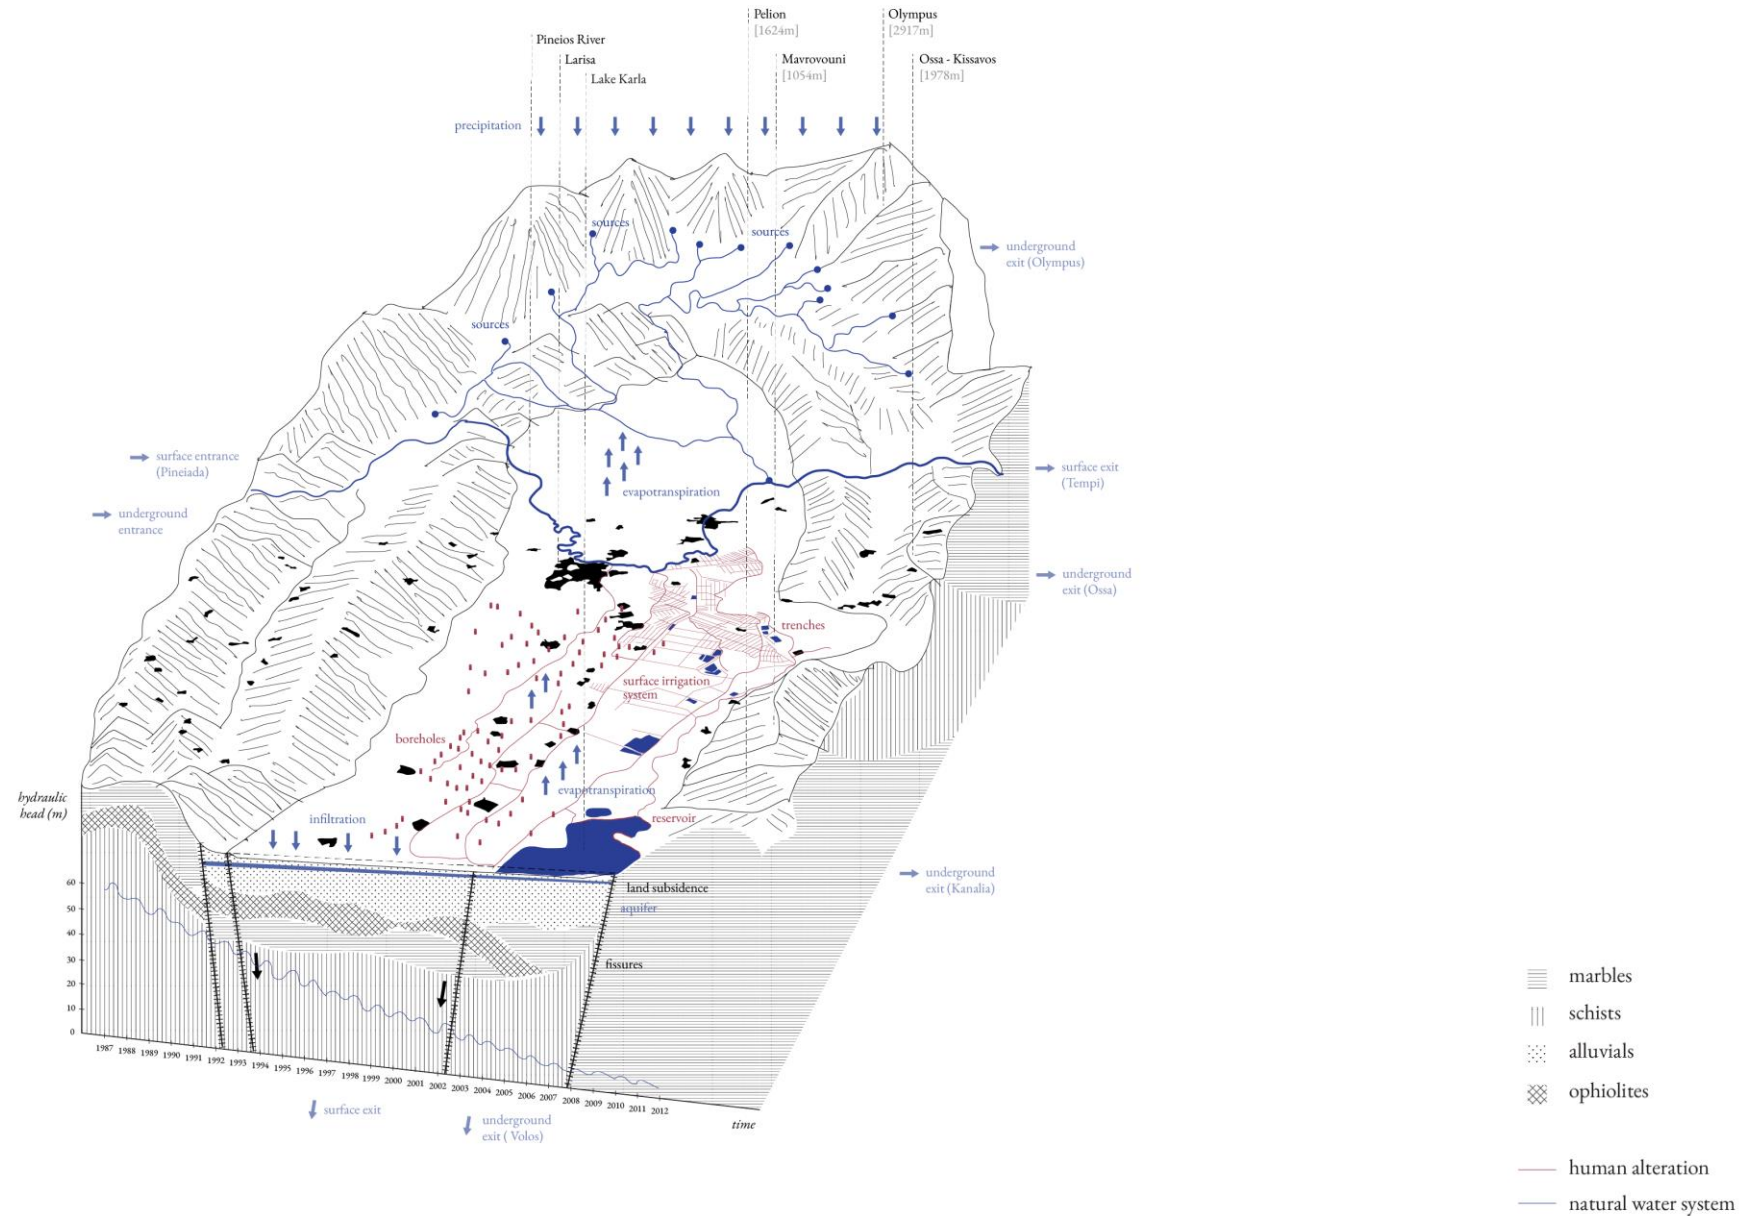 Pelion
[1624m]
Olympus
[2917m]
Pineios River
Larisa
Lake Karla
Mavrovouni
[1054m]
Ossa - Kissavos
[1978m]
precipitation
sources
sources
underground
exit (Olympus)
sources
surface entrance
(Pineiada)
surface exit
(Tempi)
evapotranspiration
underground
entrance
underground
exit (Ossa)
trenches
surface irrigation
system
boreholes
evapotranspiration
hydraulic
head (m)
infiltration
reservoir
underground
exit (Kanalia)
land subsidence
aquifer
fissures
60
50
40
30
20
10
0
1987 1988 1989 1990 1991 1992 1993 1994 1995 1996 1997 1998 1999 2000 2001 2002 2003 2004 2005 2006 2007 2008 2009 2010 2011 2012
time
surface exit
underground
exit ( Volos)
marbles
schists
alluvials
ophiolites
human alteration
natural water system